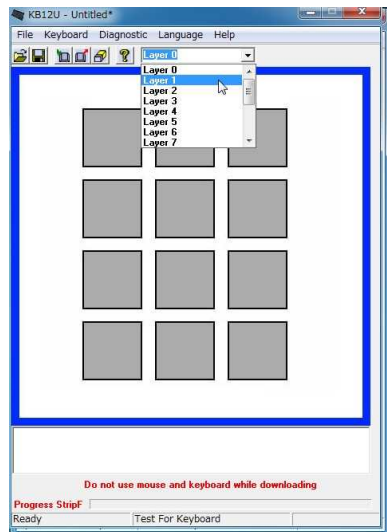 KB12U - Untitled*
File Keyboard Diagnostic Language Help
Layer 0
Layer 0
Layer 1
Layer 2
Layer 3
Layer 4
Layer 5
Layer 6
Layer 7
Do not use mouse and keyboard while downloading
Progress StripF
Ready Test For Keyboard